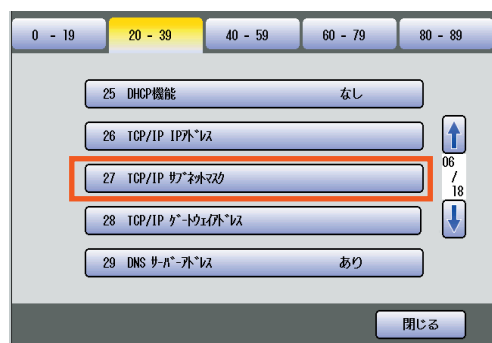 0 - 19 20 - 39 40 - 59 60 - 79 80 - 89
25 DHCP機能 なし
26 TCP/IP IPｱﾄﾞﾚｽ
27 TCP/IP ｻﾌﾞﾈｯﾄﾏｽｸ
28 TCP/IP ｹﾞｰﾄｳｪｲｱﾄﾞﾚｽ
29 DNS ｻｰﾊﾞｰｱﾄﾞﾚｽ あり
06
/
18
閉じる